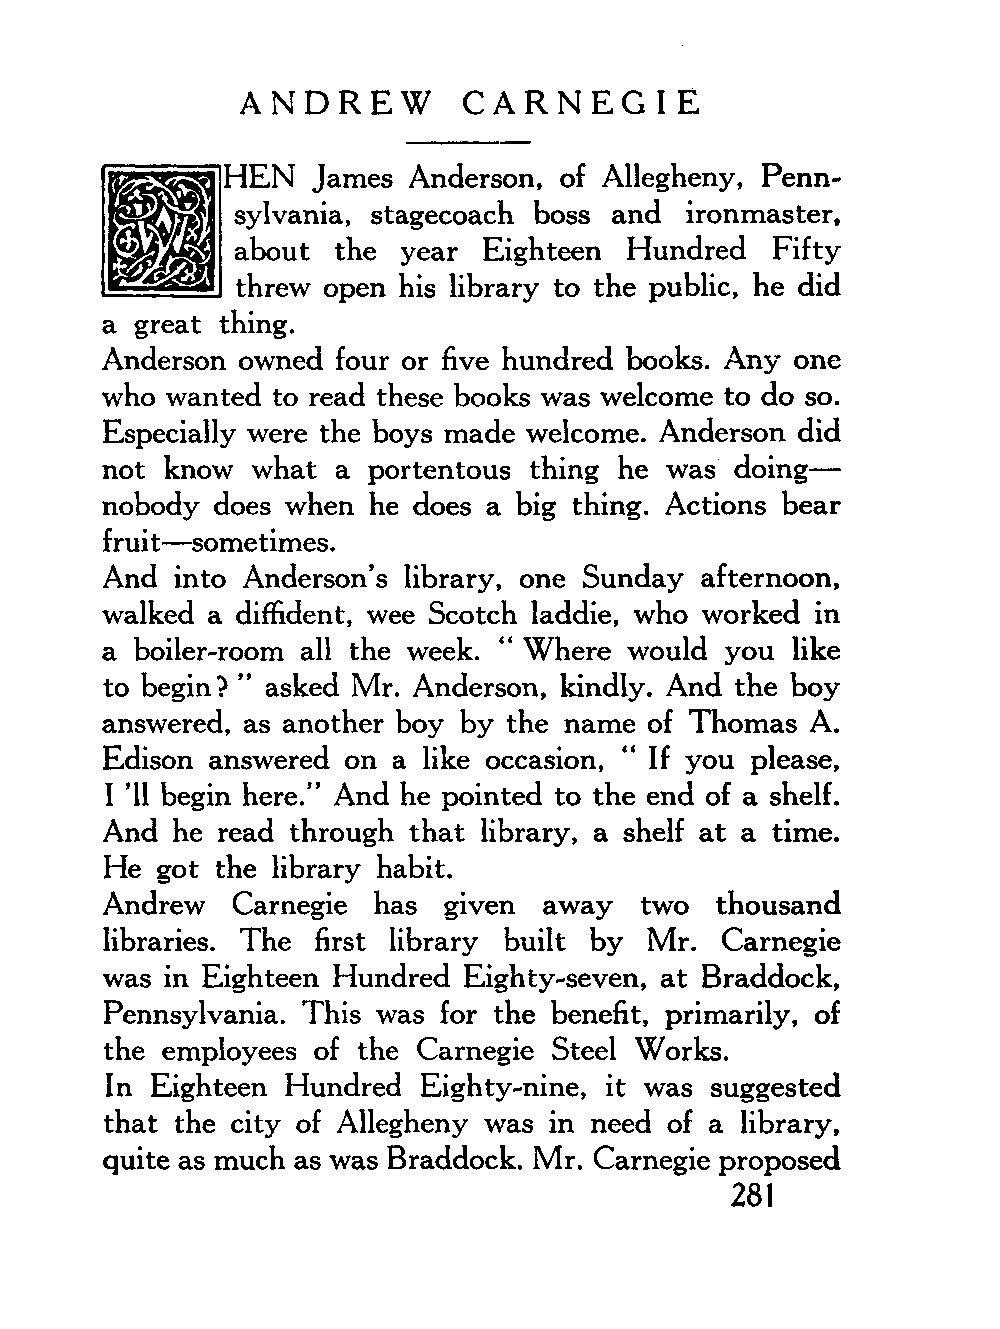 ANDREW CARNEGIE
WHEN James Anderson, of Allegheny, Penn-
sylvania, stagecoach boss and ironmaster,
about the year Eighteen Hundred Fifty
threw open his library to the public, he did
a great thing.
Anderson owned four or five hundred books. Any one
who wanted to read these books was welcome to do so.
Especially were the boys made welcome. Anderson did
not know what a portentous thing he was doing—
nobody does when he does a big thing. Actions bear
fruit—sometimes.
And into Anderson's library, one Sunday afternoon,
walked a diffident, wee Scotch laddie, who worked in
a boiler-room all the week. “ Where would you like
to begin? ” asked Mr. Anderson, kindly. And the boy
answered, as another boy by the name of Thomas A.
Edison answered on a like occasion, “ If you please,
I 'll begin here.” And he pointed to the end of a shelf.
And he read through that library, a shelf at a time.
He got the library habit.
Andrew Carnegie has given away two thousand
libraries. The first library built by Mr. Carnegie
was in Eighteen Hundred Eighty-seven, at Braddock,
Pennsylvania. This was for the benefit, primarily, of
the employees of the Carnegie Steel Works.
In Eighteen Hundred Eighty-nine, it was suggested
that the city of Allegheny was in need of a library,
quite as much as was Braddock. Mr. Carnegie proposed
281